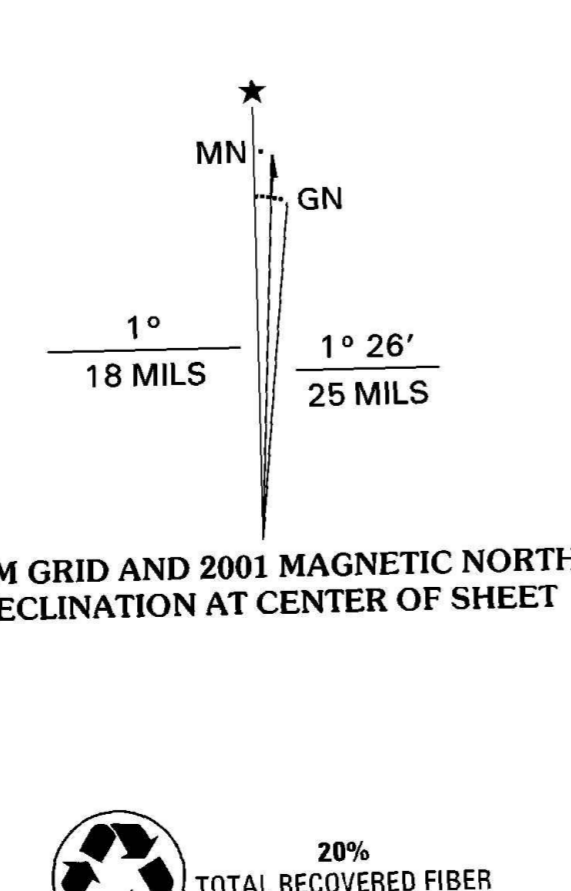 ★
MN
GN
1°
18 MILS
1° 26′
25 MILS
M GRID AND 2001 MAGNETIC NORTH
ECLINATION AT CENTER OF SHEET
20%
TOTAL RECOVERED FIBER